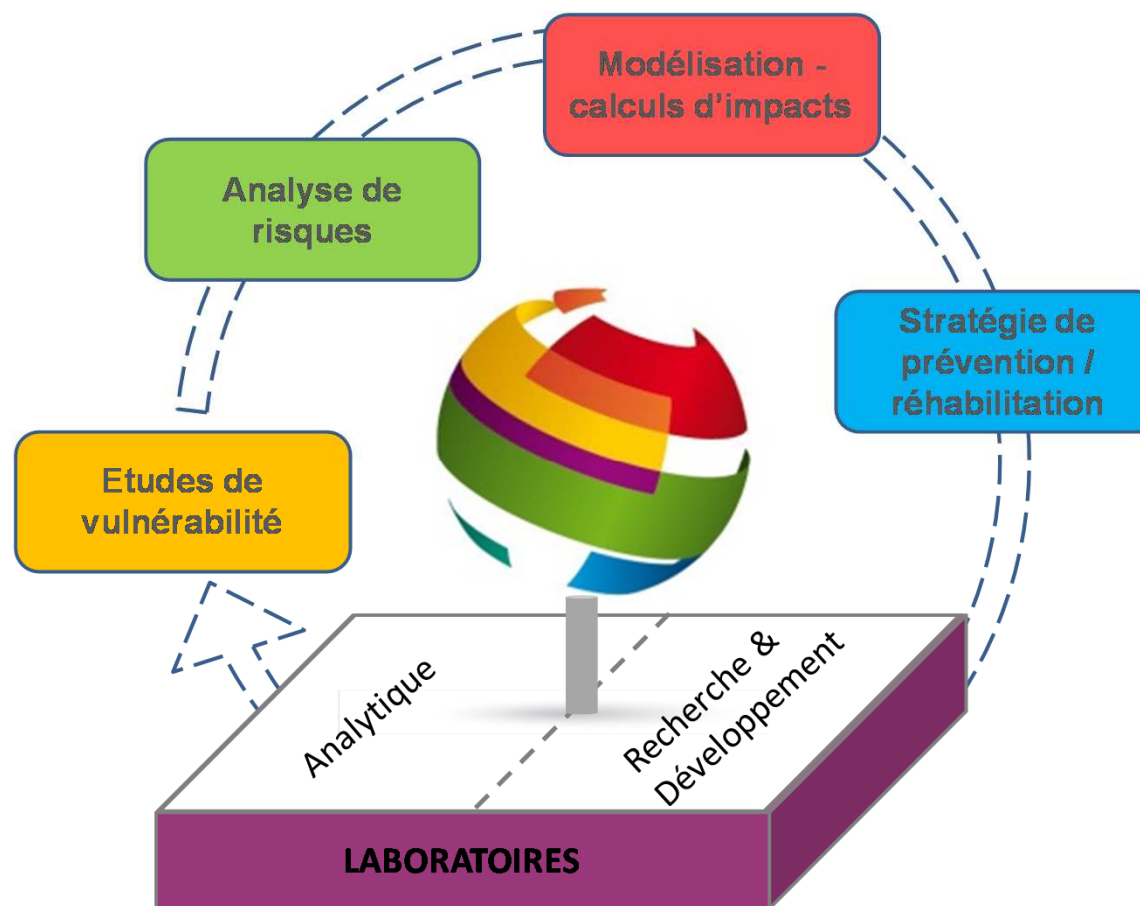 Modélisation -
calculs d'impacts
Analyse de
risques
Stratégie de
prévention /
réhabilitation
Etudes de
vulnérabilité
Analytique
Recherche &
Développement
LABORATOIRES